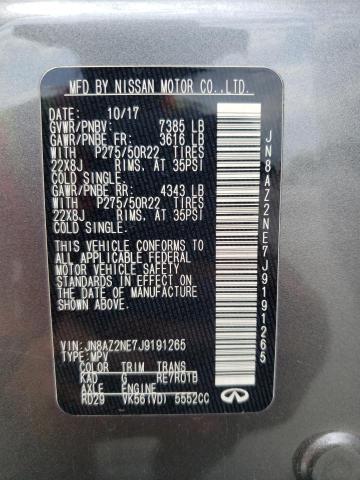 MFD BY NISSAN MOTOR CO.,LTD.
DATE: 10/17
GVWR/PNBV: 7385 LB
GAWR/PNBE FR: 3616 LB
WITH P275/50R22 TIRES
22X8J RIMS, AT 35PSI
COLD SINGLE.
GAWR/PNBE RR: 4343 LB
WITH P275/50R22 TIRES
22X8J RIMS, AT 35PSI
COLD SINGLE.
THIS VEHICLE CONFORMS TO
ALL APPLICABLE FEDERAL
MOTOR VEHICLE SAFETY
STANDARDS IN EFFECT ON
THE DATE OF MANUFACTURE
SHOWN ABOVE.
VIN: JN8AZ2NE7J9191265
TYPE: MPV
COLOR TRIM TRANS
KAD G RE7R01B
AXLE ENGINE
RD29 VK56(VD) 5552CC
JN8AZ2NE7J9191265
INFINITI